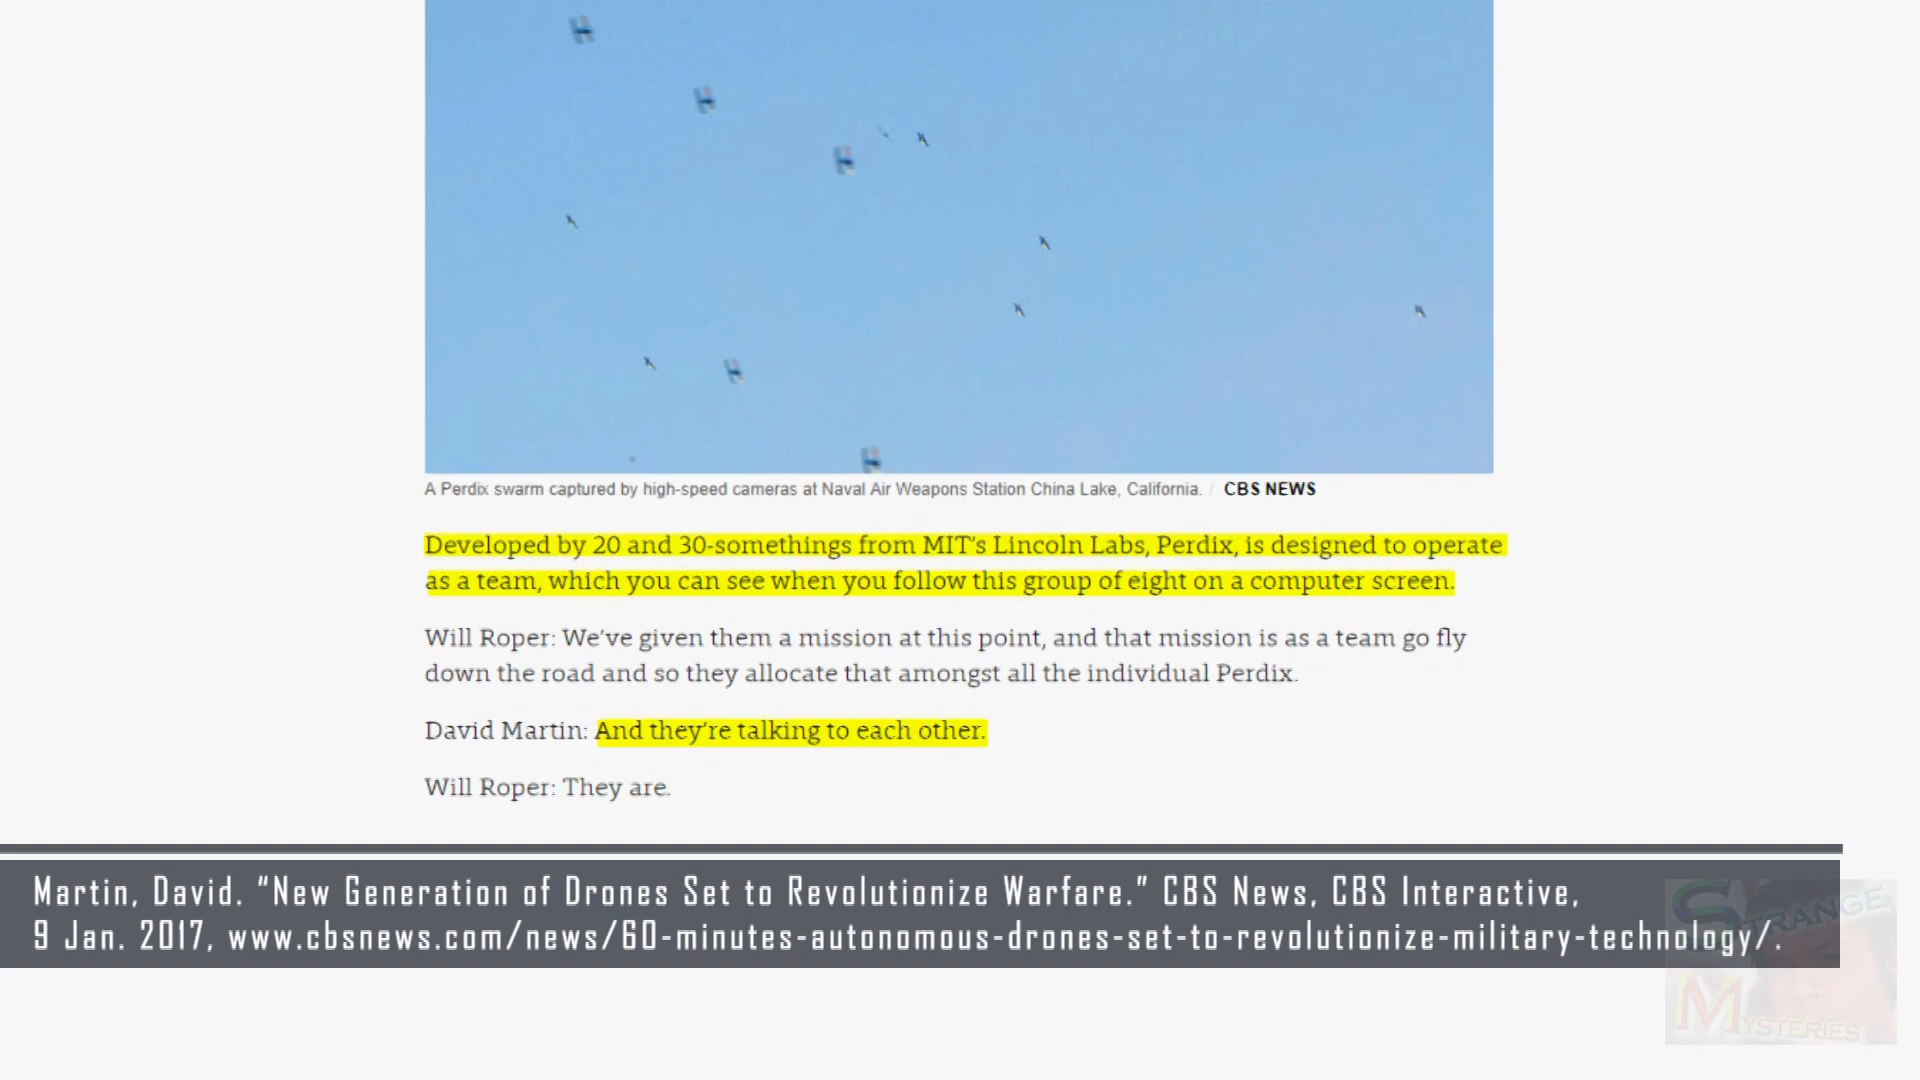 A Perdix swarm captured by high-speed cameras at Naval Air Weapons Station China Lake, California. / CBS NEWS
Developed by 20 and 30-somethings from MIT's Lincoln Labs, Perdix, is designed to operate
as a team, which you can see when you follow this group of eight on a computer screen.
Will Roper: We've given them a mission at this point, and that mission is as a team go fly
down the road and so they allocate that amongst all the individual Perdix.
David Martin: And they're talking to each other.
Will Roper: They are.
Martin, David. “New Generation of Drones Set to Revolutionize Warfare.” CBS News, CBS Interactive,
9 Jan. 2017, www.cbsnews.com/news/60-minutes-autonomous-drones-set-to-revolutionize-military-technology/.
STRANGE
MYSTERIES